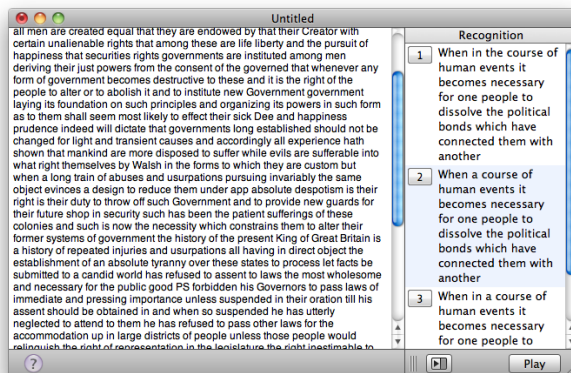 Untitled
all men are created equal that they are endowed by that their Creator with
certain unalienable rights that among these are life liberty and the pursuit of
happiness that securities rights governments are instituted among men
deriving their just powers from the consent of the governed that whenever any
form of government becomes destructive to these and it is the right of the
people to alter or to abolish it and to institute new Government government
laying its foundation on such principles and organizing its powers in such form
as to them shall seem most likely to effect their sick Dee and happiness
prudence indeed will dictate that governments long established should not be
changed for light and transient causes and accordingly all experience hath
shown that mankind are more disposed to suffer while evils are sufferable into
what right themselves by Walsh in the forms to which they are custom but
when a long train of abuses and usurpations pursuing invariably the same
object evinces a design to reduce them under app absolute despotism is their
right is their duty to throw off such Government and to provide new guards for
their future shop in security such has been the patient sufferings of these
colonies and such is now the necessity which constrains them to alter their
former systems of government the history of the present King of Great Britain is
a history of repeated injuries and usurpations all having in direct object the
establishment of an absolute tyranny over these states to process let facts be
submitted to a candid world has refused to assent to laws the most wholesome
and necessary for the public good PS forbidden his Governors to pass laws of
immediate and pressing importance unless suspended in their oration till his
assent should be obtained in and when so suspended he has utterly
neglected to attend to them he has refused to pass other laws for the
accommodation up in large districts of people unless those people would
relinquish the right of representation in the legislature the right inestimable to
?
Recognition
1 When in the course of
human events it
becomes necessary
for one people to
dissolve the political
bonds which have
connected them with
another
2 When a course of
human events it
becomes necessary
for one people to
dissolve the political
bonds which have
connected them with
another
3 When in a course of
human events it
becomes necessary
for one people to
Play